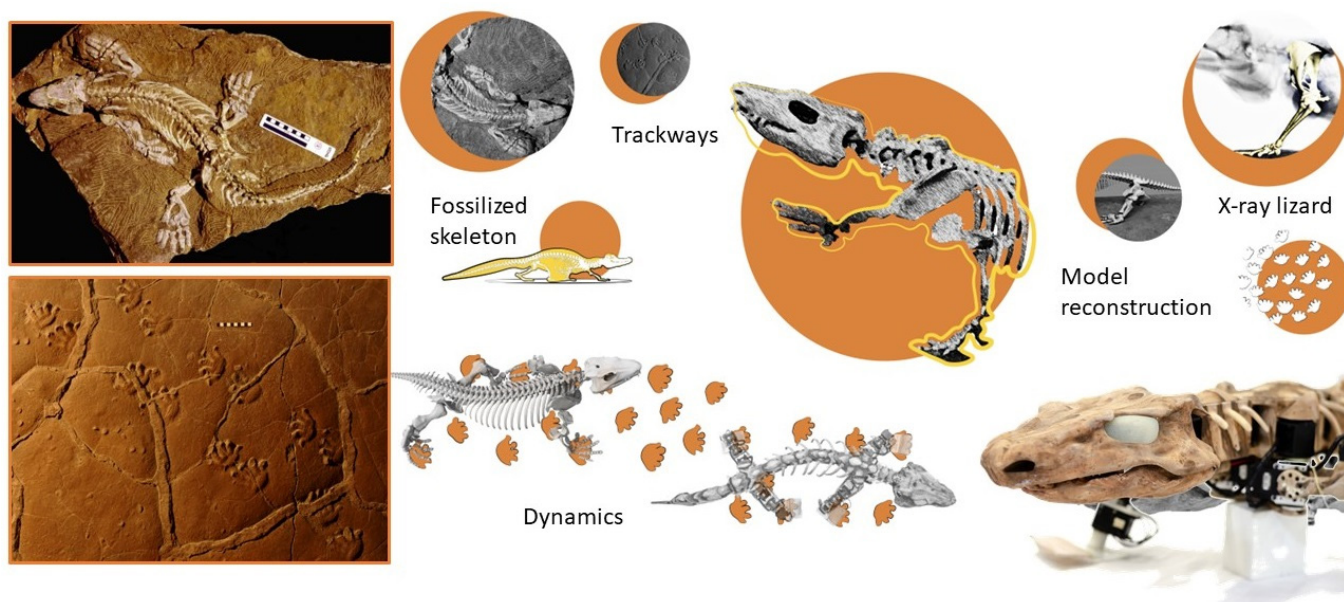 Trackways
Fossilized
skeleton
X-ray lizard
Model
reconstruction
Dynamics